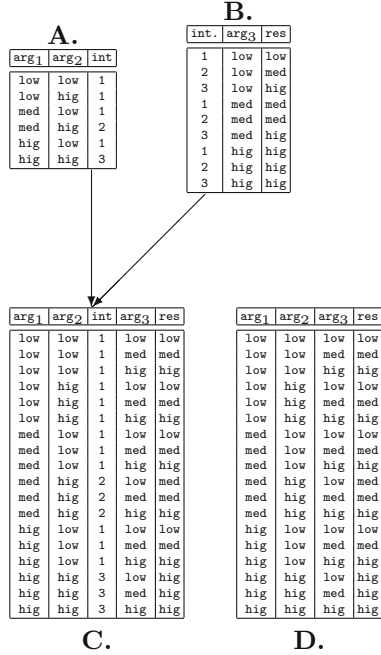 A.
arg1 arg2 int
low low 1
low hig 1
med low 1
med hig 2
hig low 1
hig hig 3
B.
int. arg3 res
1 low low
2 low med
3 low hig
1 med med
2 med med
3 med hig
1 hig hig
2 hig hig
3 hig hig
arg1 arg2 int arg3 res
low low 1 low low
low low 1 med med
low low 1 hig hig
low hig 1 low low
low hig 1 med med
low hig 1 hig hig
med low 1 low low
med low 1 med med
med low 1 hig hig
med hig 2 low med
med hig 2 med med
med hig 2 hig hig
hig low 1 low low
hig low 1 med med
hig low 1 hig hig
hig hig 3 low hig
hig hig 3 med hig
hig hig 3 hig hig
C.
arg1 arg2 arg3 res
low low low low
low low med med
low low hig hig
low hig low low
low hig med med
low hig hig hig
med low low low
med low med med
med low hig hig
med hig low med
med hig med med
med hig hig hig
hig low low low
hig low med med
hig low hig hig
hig hig low hig
hig hig med hig
hig hig hig hig
D.